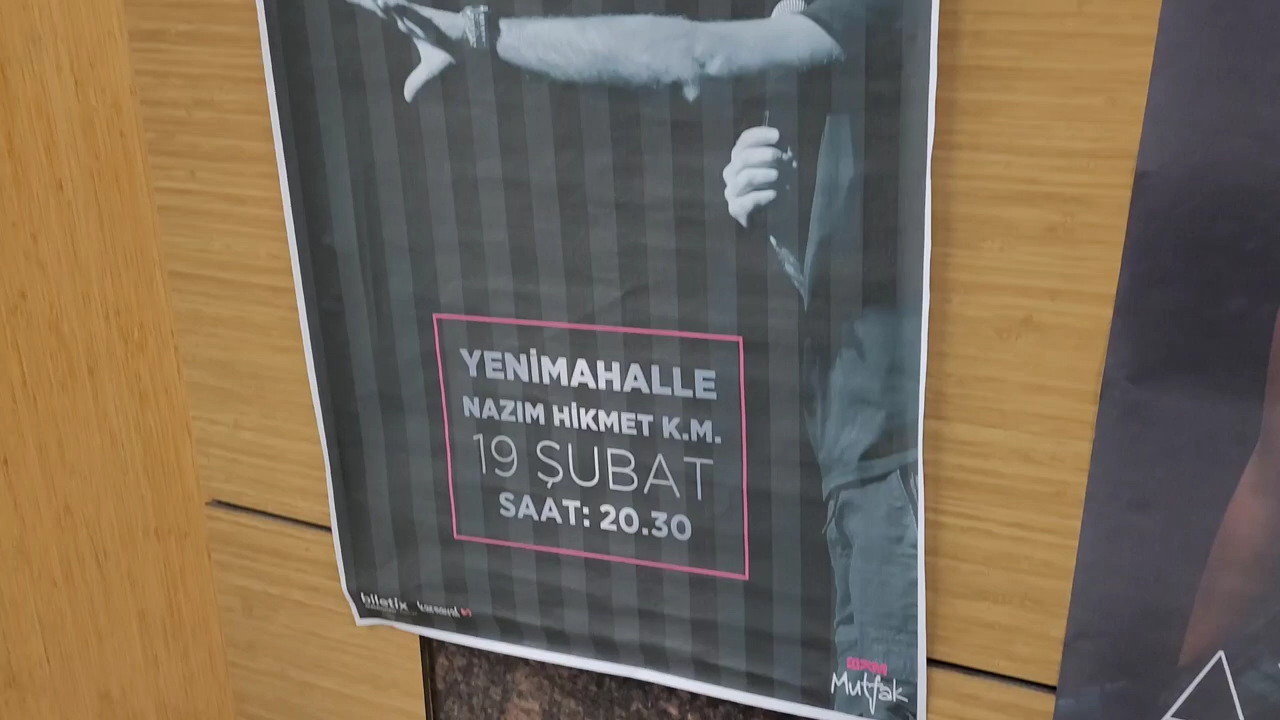 YENİMAHALLE
NAZIM HİKMET K.M.
19 ŞUBAT
SAAT: 20.30
biletix
Mutfak